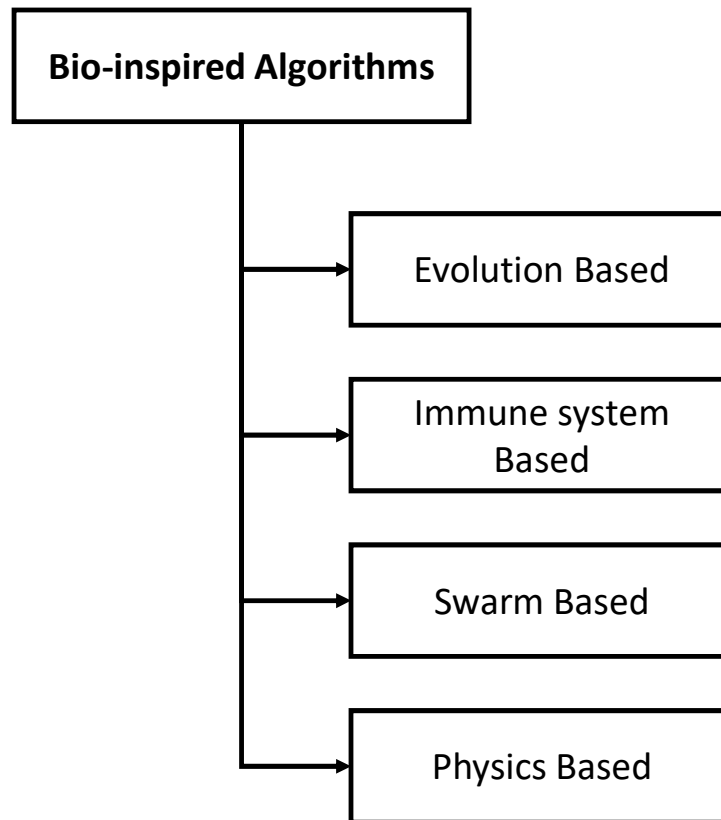 Bio-inspired Algorithms
Evolution Based
Immune system
Based
Swarm Based
Physics Based